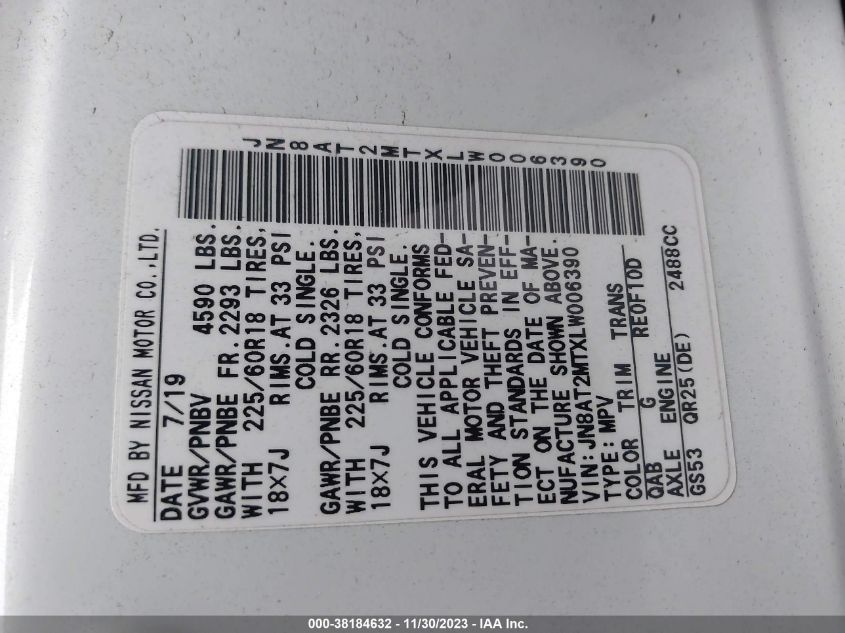 MFD BY NISSAN MOTOR CO.,LTD.
DATE 7/19
GVWR/PNBV 4590 LBS.
GAWR/PNBE FR. 2293 LBS.
WITH 225/60R18 TIRES,
18X7J RIMS.AT 33 PSI
COLD SINGLE.
GAWR/PNBE RR. 2326 LBS.
WITH 225/60R18 TIRES,
18X7J RIMS.AT 33 PSI
COLD SINGLE.
THIS VEHICLE CONFORMS
TO ALL APPLICABLE FED-
ERAL MOTOR VEHICLE SA-
FETY AND THEFT PREVEN-
TION STANDARDS IN EFF-
ECT ON THE DATE OF MA-
NUFACTURE SHOWN ABOVE.
VIN:JN8AT2MTXLW006390
TYPE:MPV
COLOR TRIM TRANS
QAB G RE0F10D
AXLE ENGINE
GS53 QR25(DE) 2488CC
JN8AT2MTXLW006390
000-38184632 - 11/30/2023 - IAAI.COM